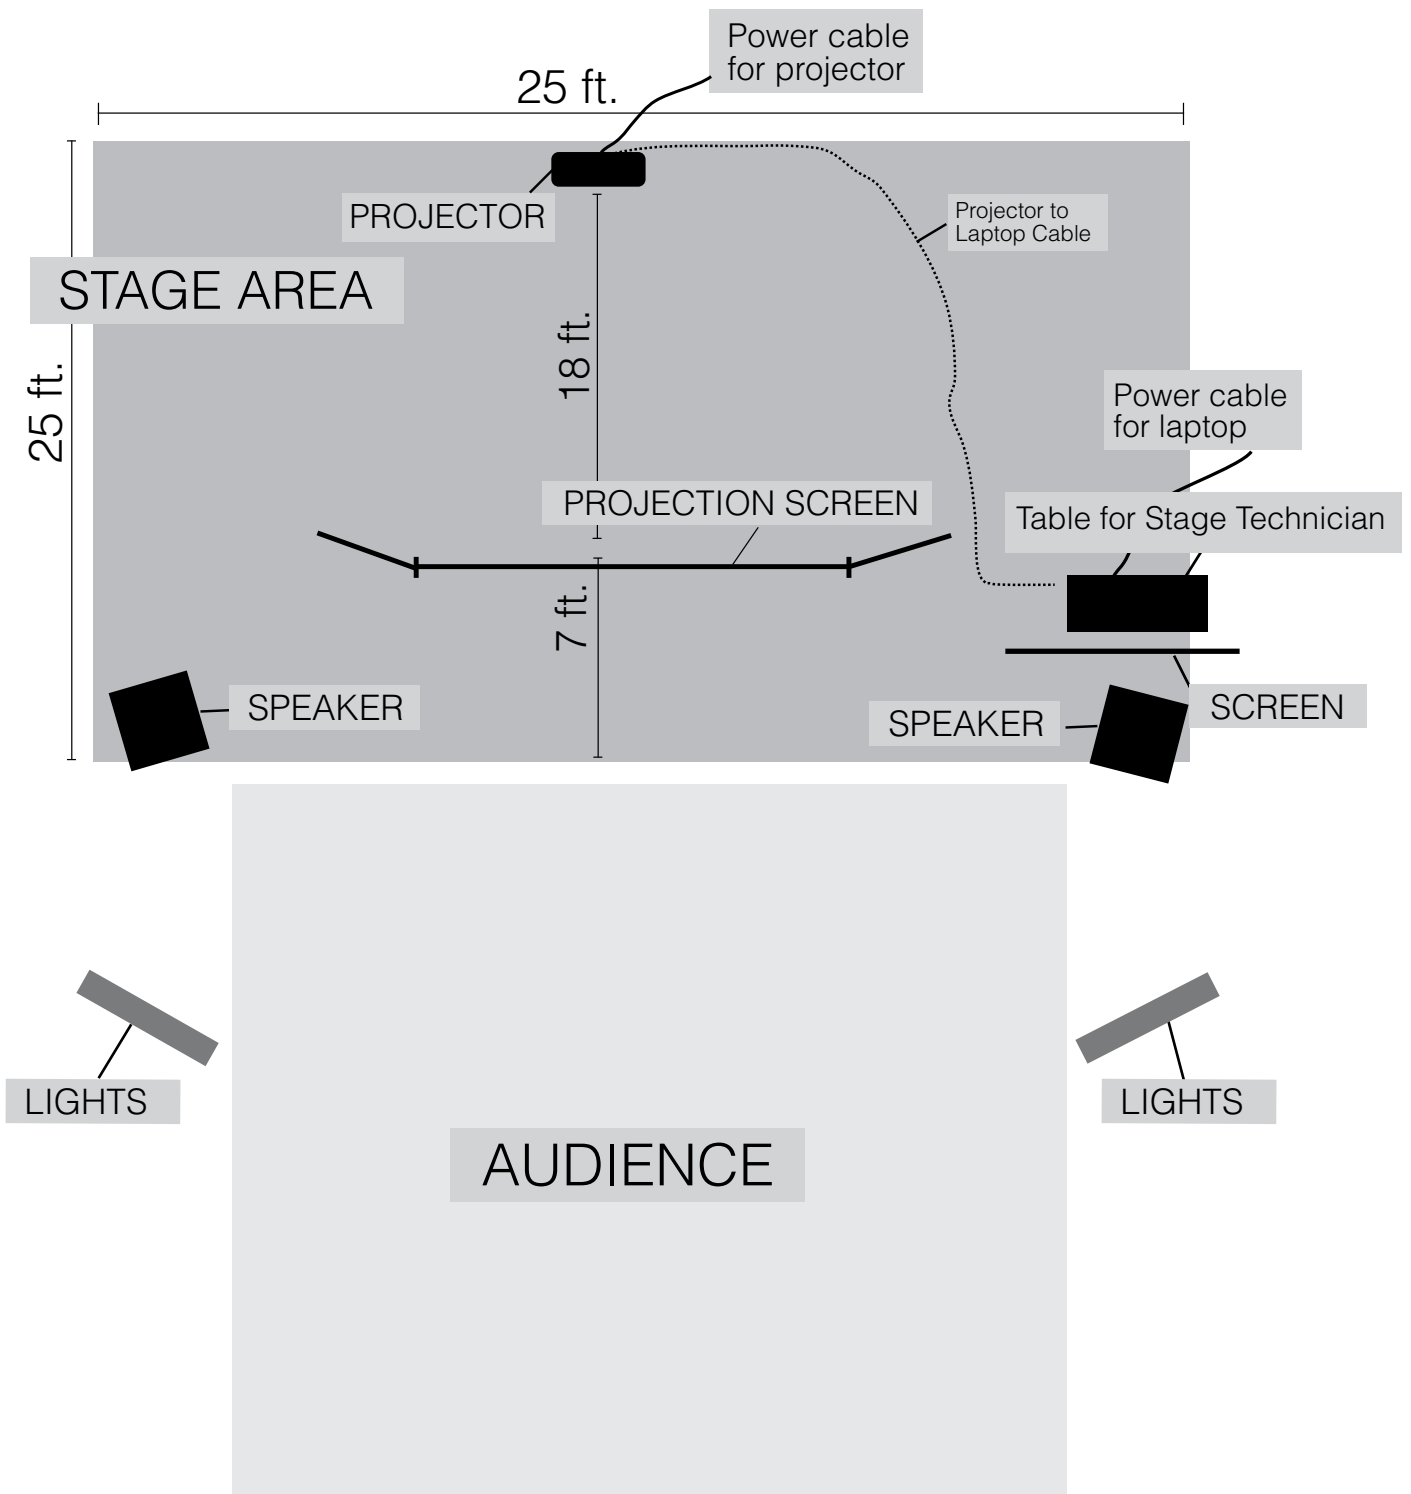 Power cable
for projector
25 ft.
PROJECTOR
Projector to
Laptop Cable
STAGE AREA
18 ft.
25 ft.
Power cable
for laptop
PROJECTION SCREEN
Table for Stage Technician
7 ft.
SPEAKER
SPEAKER
SCREEN
LIGHTS
LIGHTS
AUDIENCE